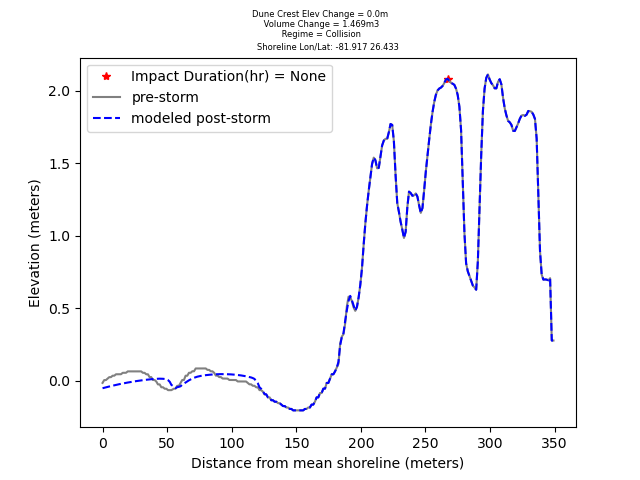 Dune Crest Elev Change = 0.0m
Volume Change = 1.469m3
Regime = Collision
Shoreline Lon/Lat: -81.917 26.433
Impact Duration(hr) = None
pre-storm
modeled post-storm
2.0
1.5
1.0
0.5
0.0
Elevation (meters)
0 50 100 150 200 250 300 350
Distance from mean shoreline (meters)